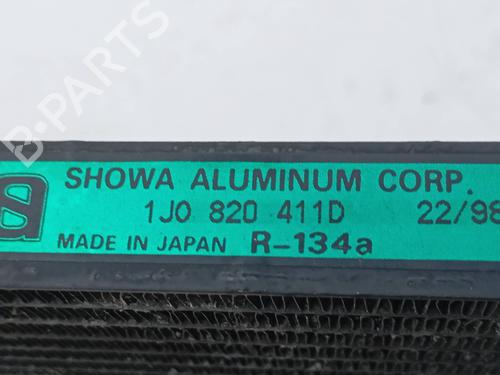 B-PARTS
SHOWA ALUMINUM CORP.
1J0 820 411D 22/98
MADE IN JAPAN R-134a